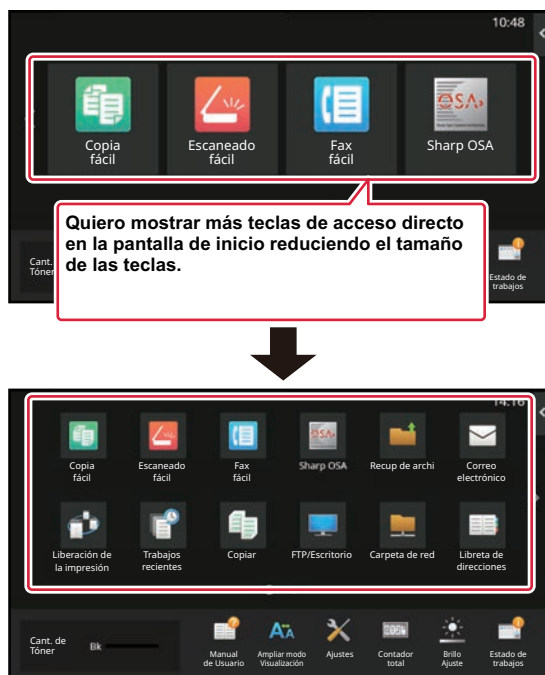 10:48
OSA
Copia
fácil
Escaneado
fácil
Fax
fácil
Sharp OSA
Quiero mostrar más teclas de acceso directo
en la pantalla de inicio reduciendo el tamaño
de las teclas.
Cant.
Tóner
Estado de
trabajos
14:16
OSA
Copia
fácil
Escaneado
fácil
Fax
fácil
Sharp OSA
Recup de archi
Correo
electrónico
Liberación de
la impresión
Trabajos
recientes
Copiar
FTP/Escritorio
Carpeta de red
Libreta de
direcciones
Cant. de
Tóner
Bk
Manual
de Usuario
Ampliar modo
Visualización
Ajustes
Contador
total
Brillo
Ajuste
Estado de
trabajos